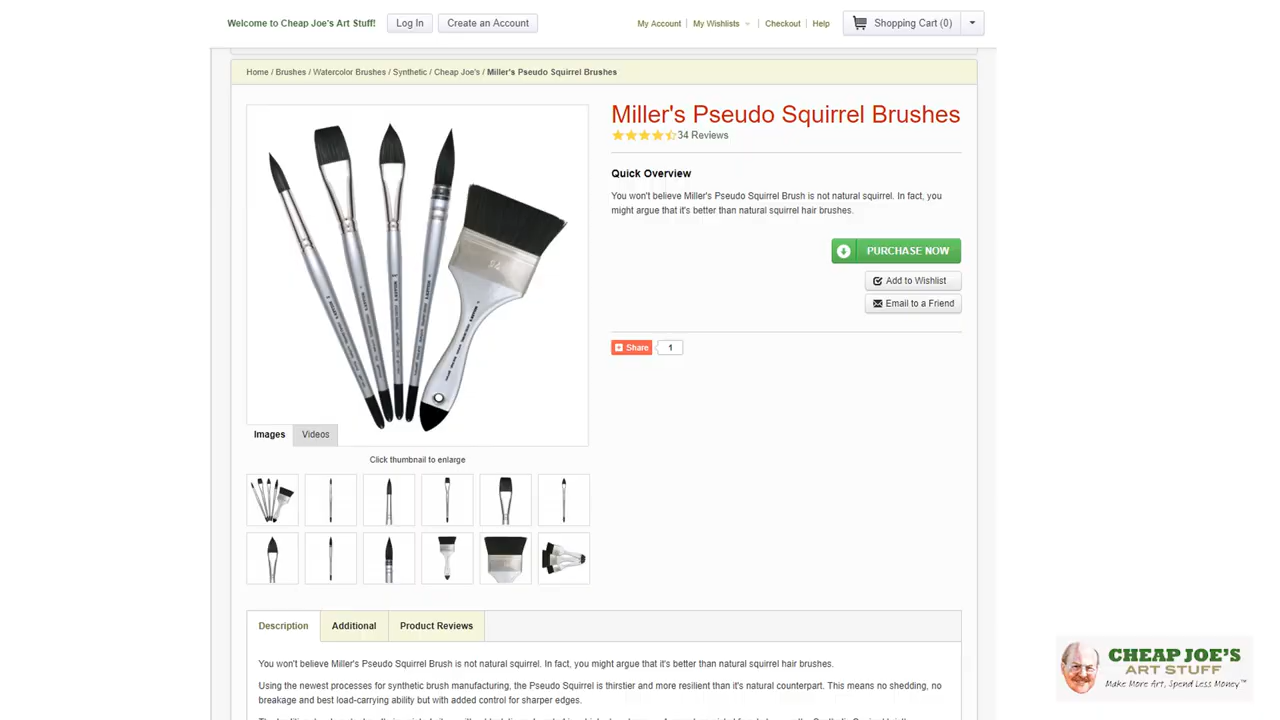 Welcome to Cheap Joe's Art Stuff!
Log In
Create an Account
My Account
My Wishlists
Checkout
Help
Shopping Cart (0)
Home / Brushes / Watercolor Brushes / Synthetic / Cheap Joe's / Miller's Pseudo Squirrel Brushes
Miller's Pseudo Squirrel Brushes
34 Reviews
Quick Overview
You won't believe Miller's Pseudo Squirrel Brush is not natural squirrel. In fact, you
might argue that it's better than natural squirrel hair brushes.
PURCHASE NOW
Add to Wishlist
Email to a Friend
Share
1
Images
Videos
Click thumbnail to enlarge
Description
Additional
Product Reviews
You won't believe Miller's Pseudo Squirrel Brush is not natural squirrel. In fact, you might argue that it's better than natural squirrel hair brushes.
Using the newest processes for synthetic brush manufacturing, the Pseudo Squirrel is thirstier and more resilient than it's natural counterpart. This means no shedding, no
breakage and best load-carrying ability but with added control for sharper edges.
CHEAP JOE'S
ART STUFF
Make More Art, Spend Less Money™